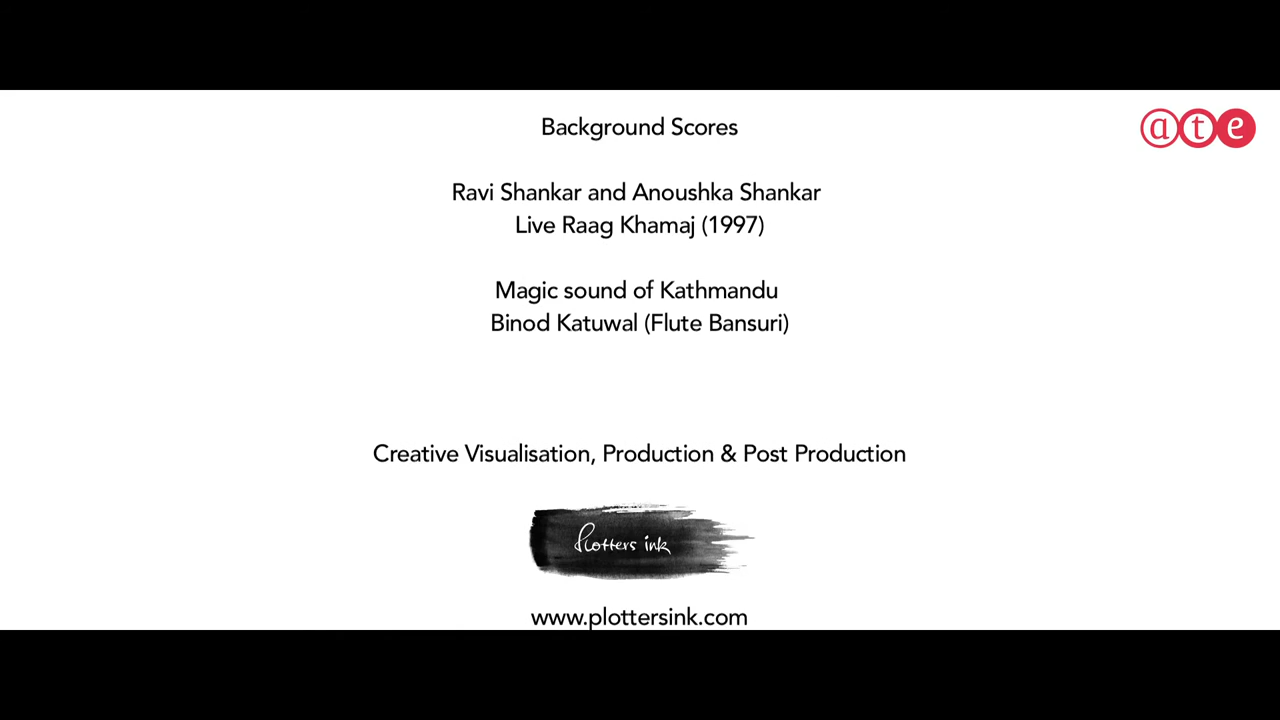 Background Scores
ate
Ravi Shankar and Anoushka Shankar
Live Raag Khamaj (1997)
Magic sound of Kathmandu
Binod Katuwal (Flute Bansuri)
Creative Visualisation, Production & Post Production
Plotters ink
www.plottersink.com